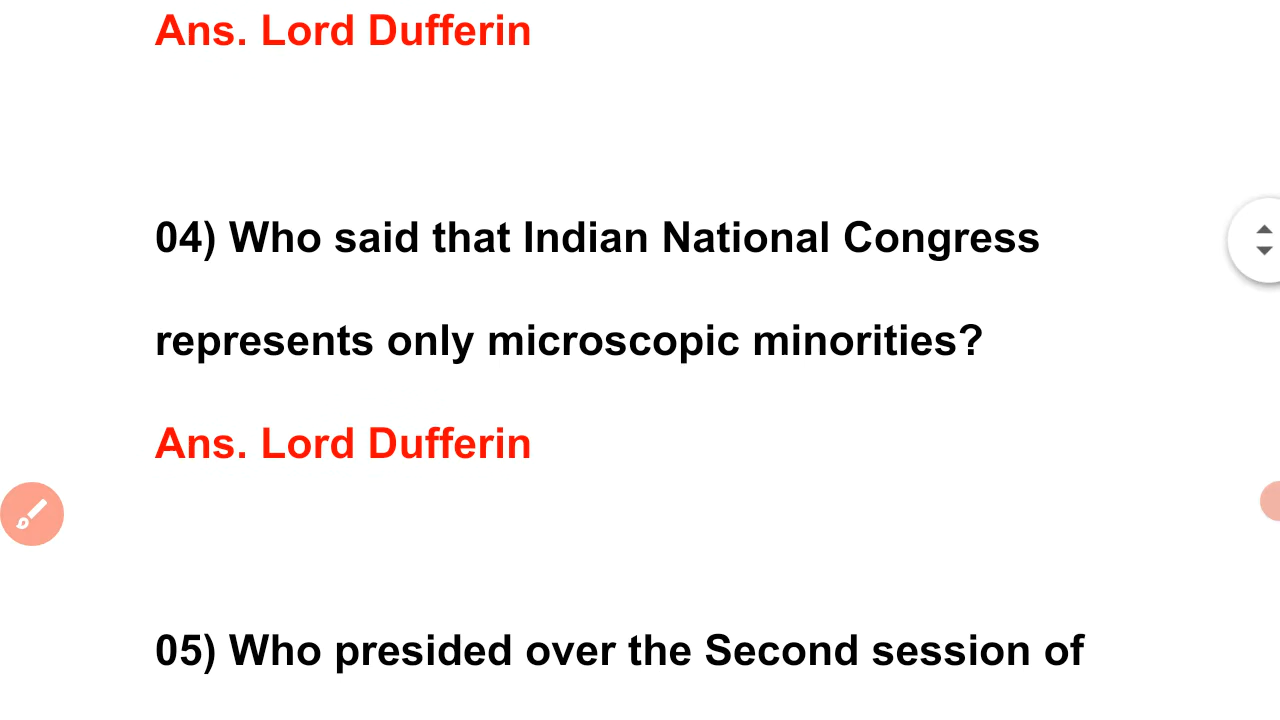 Ans. Lord Dufferin
04) Who said that Indian National Congress
represents only microscopic minorities?
Ans. Lord Dufferin
05) Who presided over the Second session of